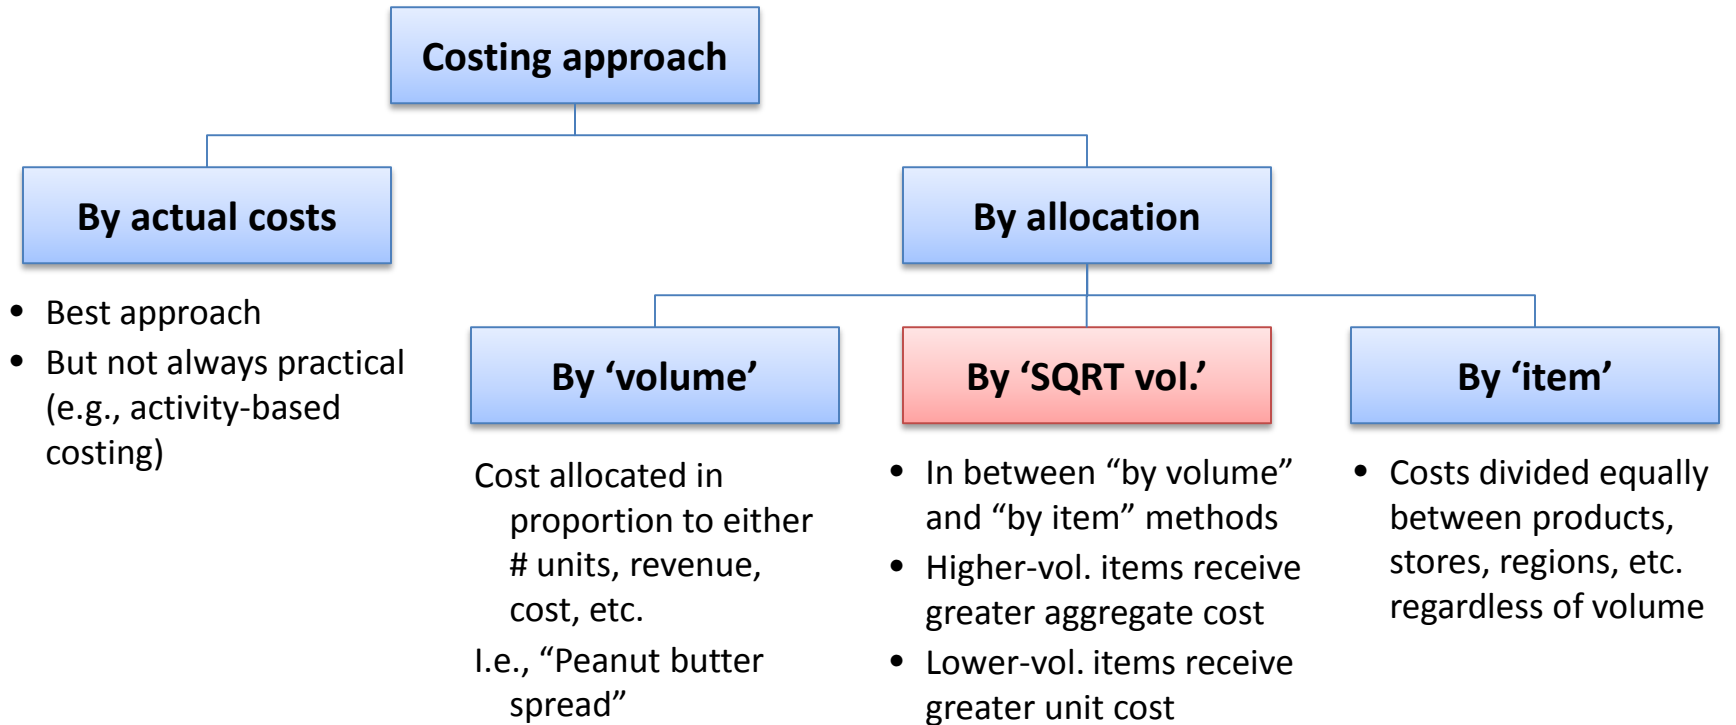 Costing approach
By actual costs
By allocation
• Best approach
• But not always practical
(e.g., activity-based
costing)
By ‘volume’
By ‘SQRT vol.’
By ‘item’
Cost allocated in
proportion to either
# units, revenue,
cost, etc.
I.e., “Peanut butter
spread”
• In between “by volume”
and “by item” methods
• Higher-vol. items receive
greater aggregate cost
• Lower-vol. items receive
greater unit cost
• Costs divided equally
between products,
stores, regions, etc.
regardless of volume